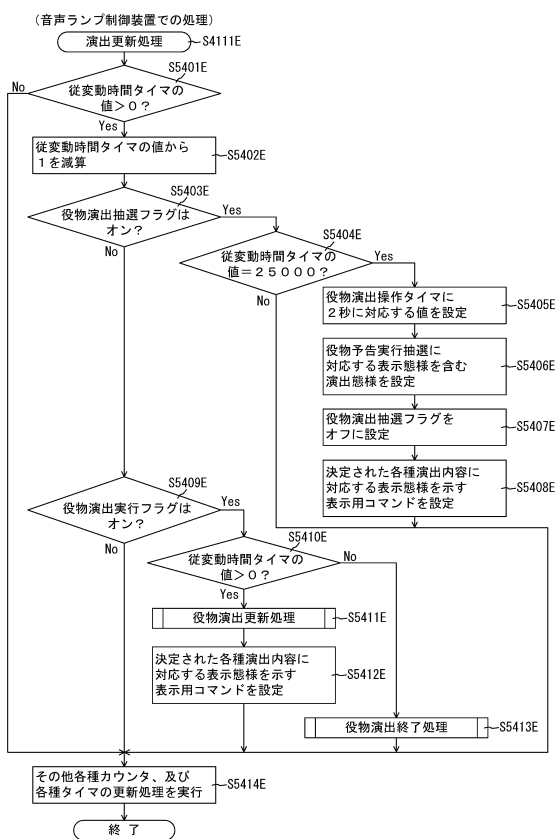 （音声ランプ制御装置での処理）
演出更新処理
S4111E
S5401E
従変動時間タイマの
値＞０？
No
Yes
従変動時間タイマの値から
１を減算
S5402E
S5403E
役物演出抽選フラグは
オン？
Yes
No
S5404E
従変動時間タイマの
値＝２５０００？
Yes
No
役物演出操作タイマに
２秒に対応する値を設定
S5405E
役物予告実行抽選に
対応する表示態様を含む
演出態様を設定
S5406E
役物演出抽選フラグを
オフに設定
S5407E
決定された各種演出内容に
対応する表示態様を示す
表示用コマンドを設定
S5408E
S5409E
役物演出実行フラグは
オン？
Yes
No
S5410E
従変動時間タイマの
値＞０？
No
Yes
役物演出更新処理
S5411E
決定された各種演出内容に
対応する表示態様を示す
表示用コマンドを設定
S5412E
役物演出終了処理
S5413E
その他各種カウンタ、及び
各種タイマの更新処理を実行
S5414E
終 了